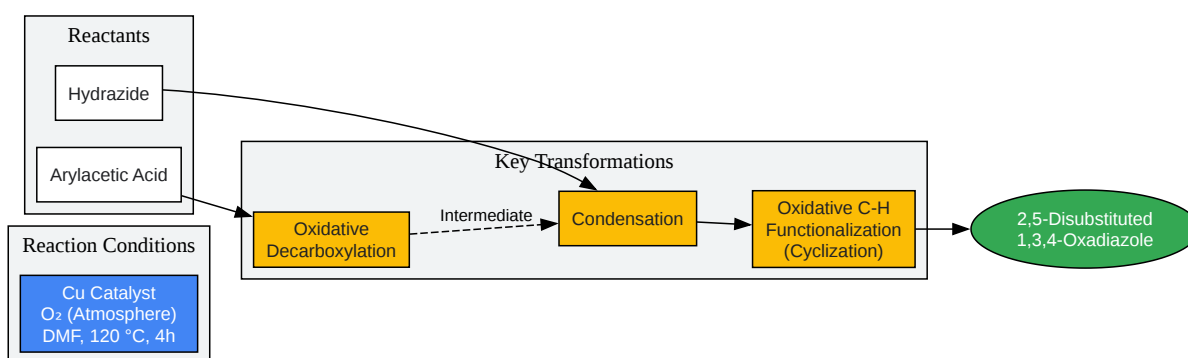 Reactants
Hydrazide
Arylacetic Acid
Reaction Conditions
Cu Catalyst
O₂ (Atmosphere)
DMF, 120 °C, 4h
Key Transformations
Oxidative
Decarboxylation
Intermediate
Condensation
Oxidative C-H
Functionalization
(Cyclization)
2,5-Disubstituted
1,3,4-Oxadiazole